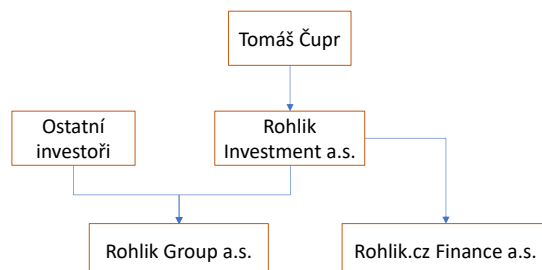 Tomáš Čupr
Ostatní
investoři
Rohlik
Investment a.s.
Rohlik Group a.s.
Rohlik.cz Finance a.s.